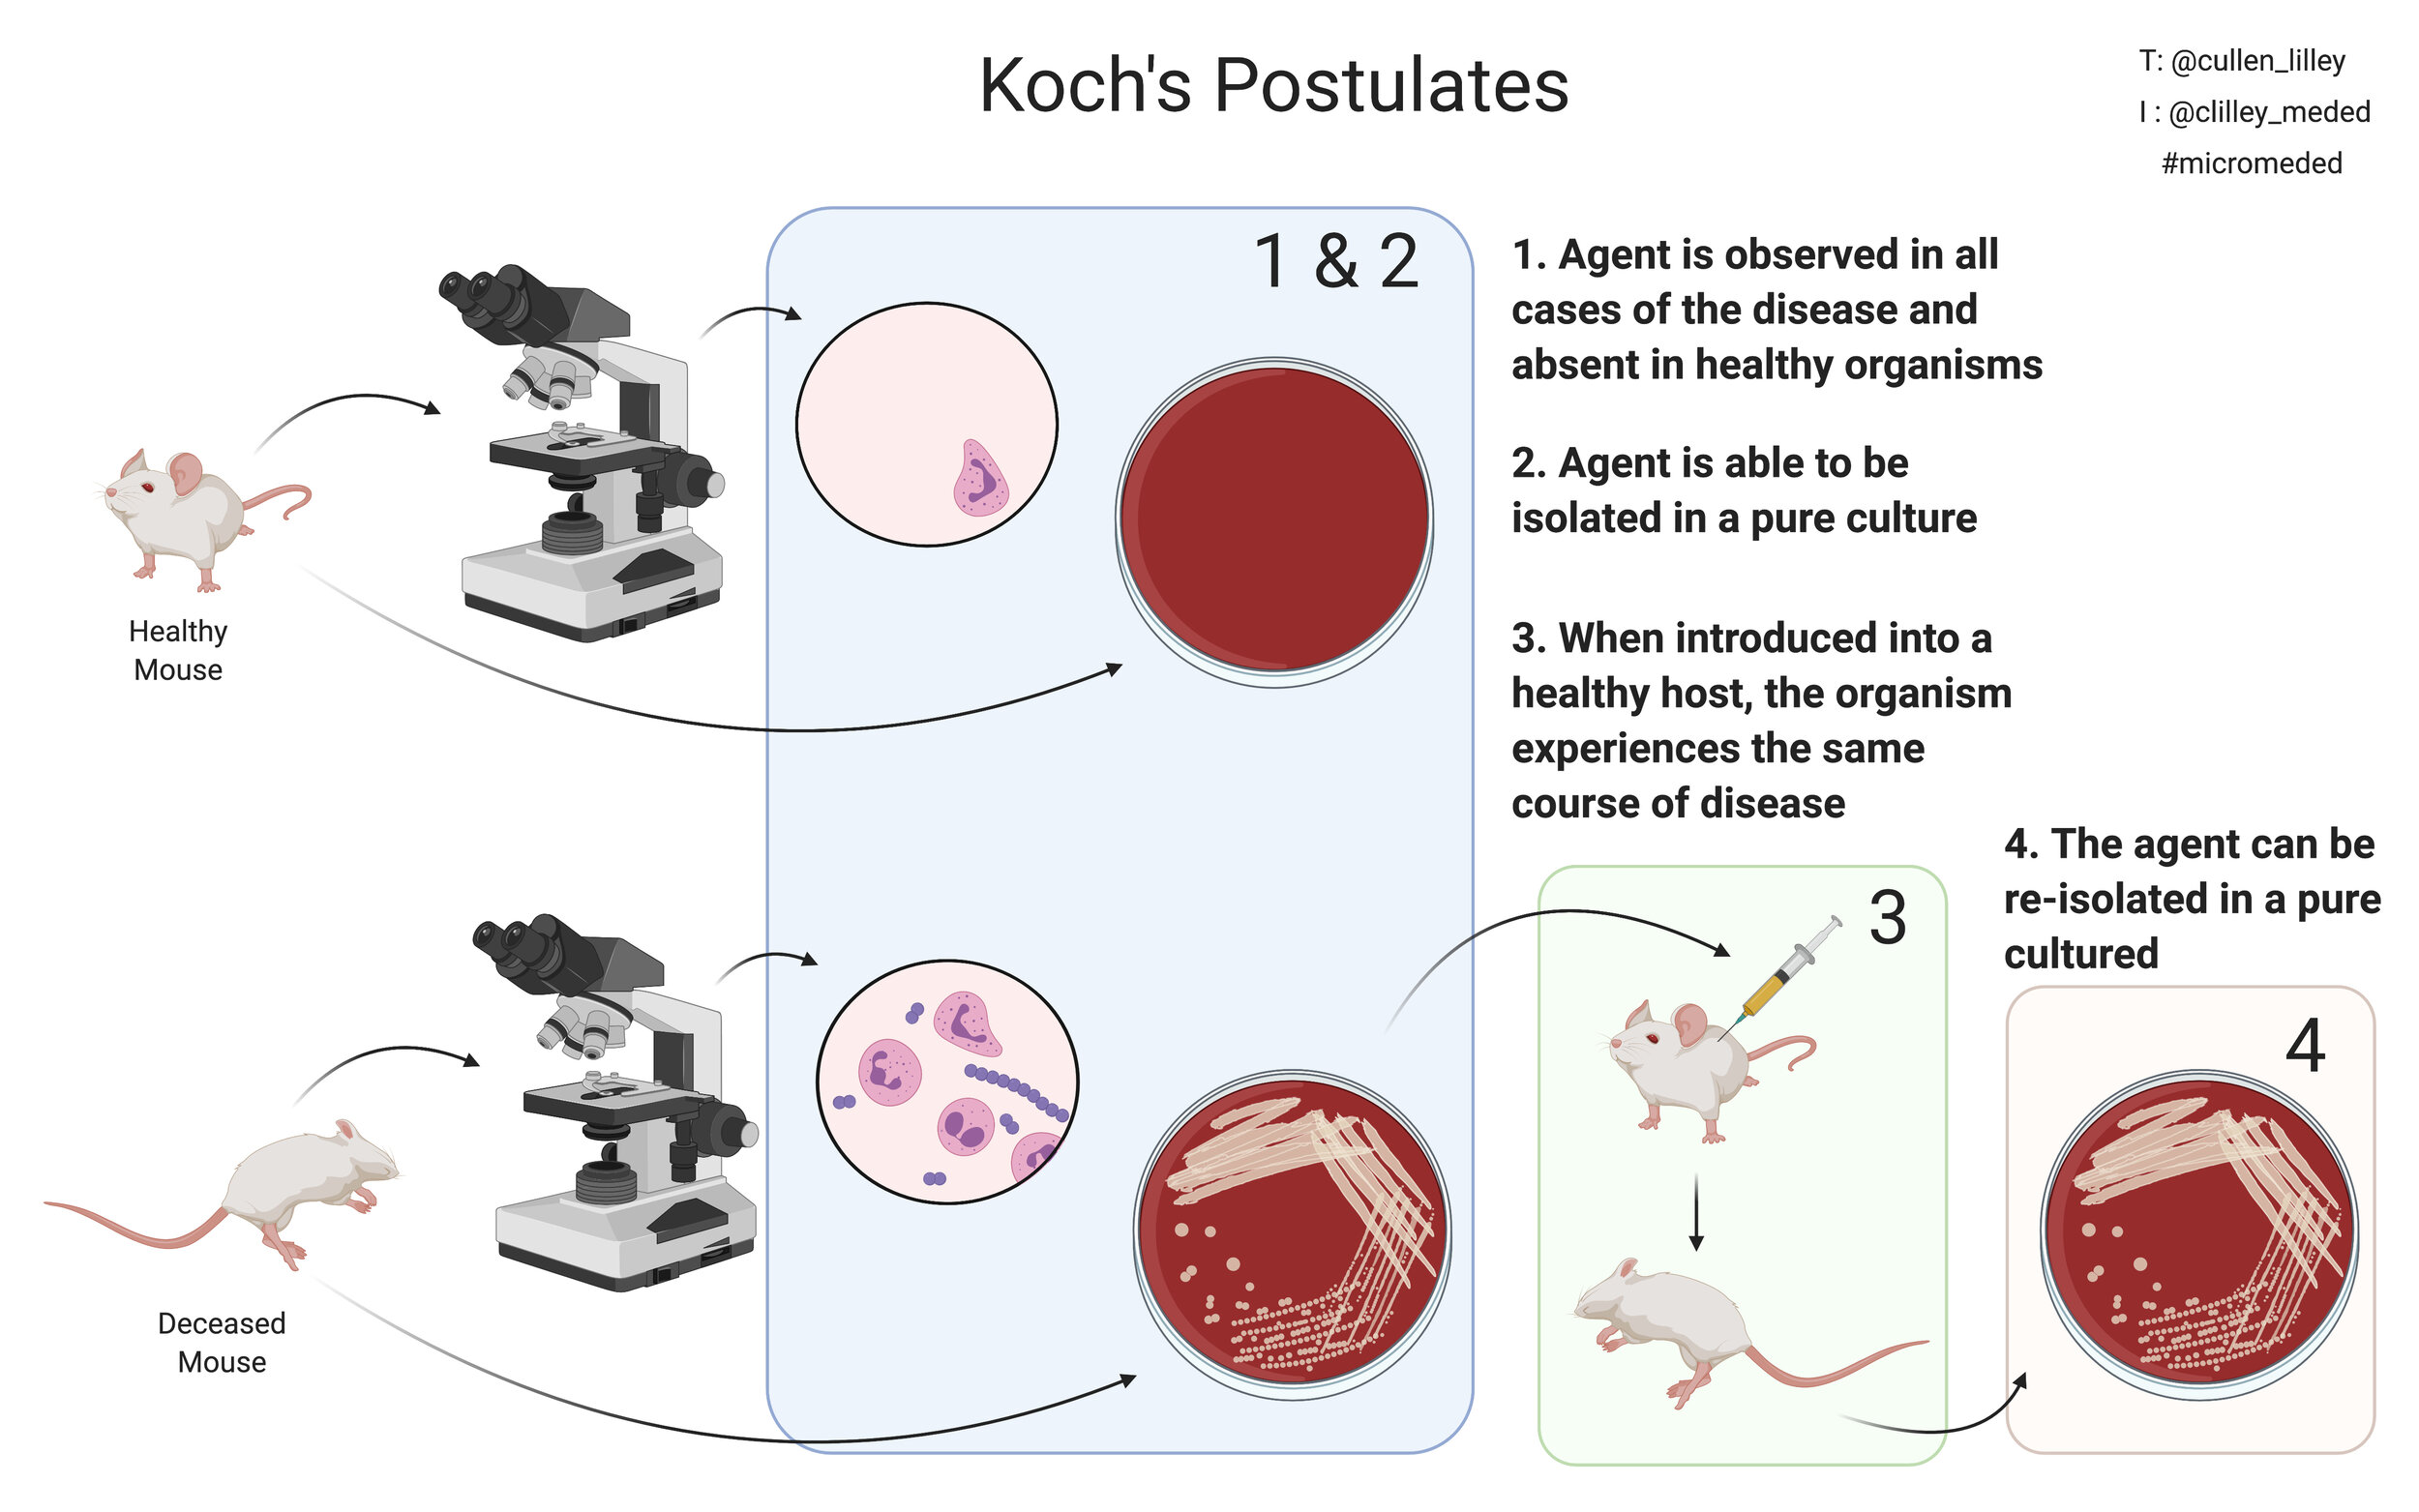 Koch's Postulates
T: @cullen_lilley
I : @clilley_meded
#micromeded
1 & 2
1. Agent is observed in all
cases of the disease and
absent in healthy organisms
2. Agent is able to be
isolated in a pure culture
Healthy
Mouse
3. When introduced into a
healthy host, the organism
experiences the same
course of disease
4. The agent can be
re-isolated in a pure
cultured
3
4
Deceased
Mouse